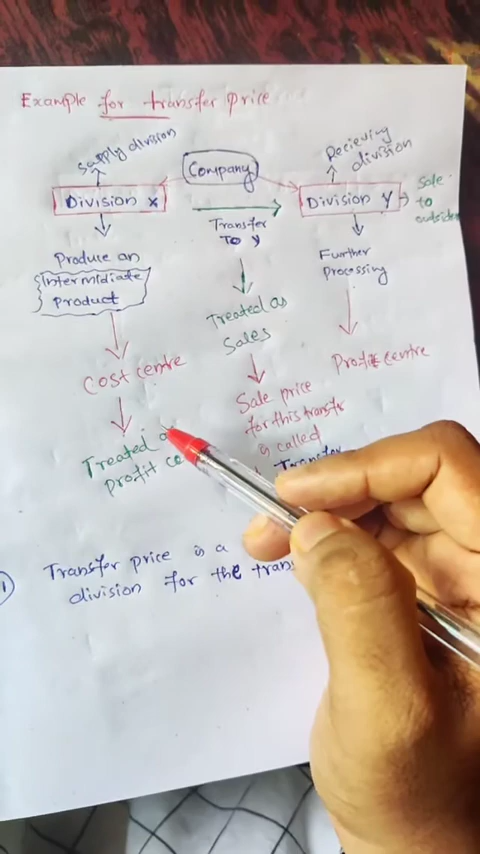 Example for transfer price
Supply division
Company
Recieving
division
Division X
Division Y
Sale
to
Transfer
To Y
Produce an
Intermidiate
Product
Further
Processing
Treated as
Sales
Cost centre
Profit centre
Sale price
for this transfr
is called
Transfer
Treated
profit
Transfer price is a
division for the